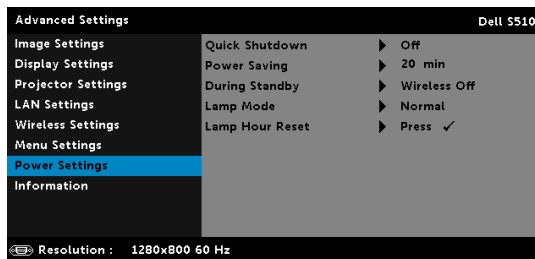 Advanced Settings Dell S510
Image Settings
Display Settings
Projector Settings
LAN Settings
Wireless Settings
Menu Settings
Power Settings
Information
Quick Shutdown Off
Power Saving 20 min
During Standby Wireless Off
Lamp Mode Normal
Lamp Hour Reset Press ✓
Resolution : 1280x800 60 Hz